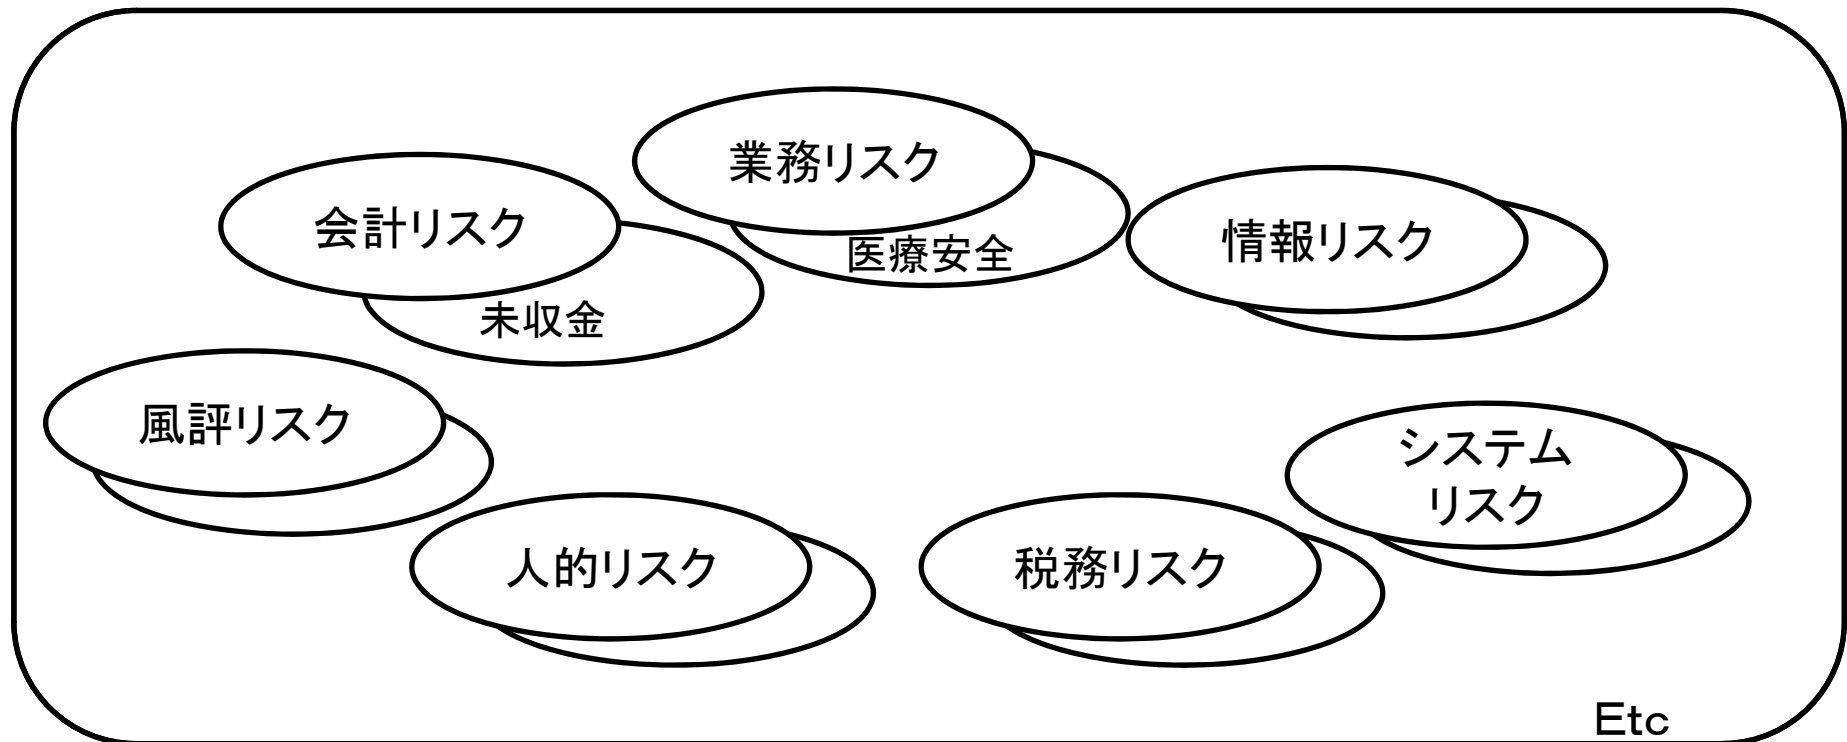 業務リスク
医療安全
会計リスク
未収金
情報リスク
風評リスク
システム
リスク
人的リスク
税務リスク
Etc